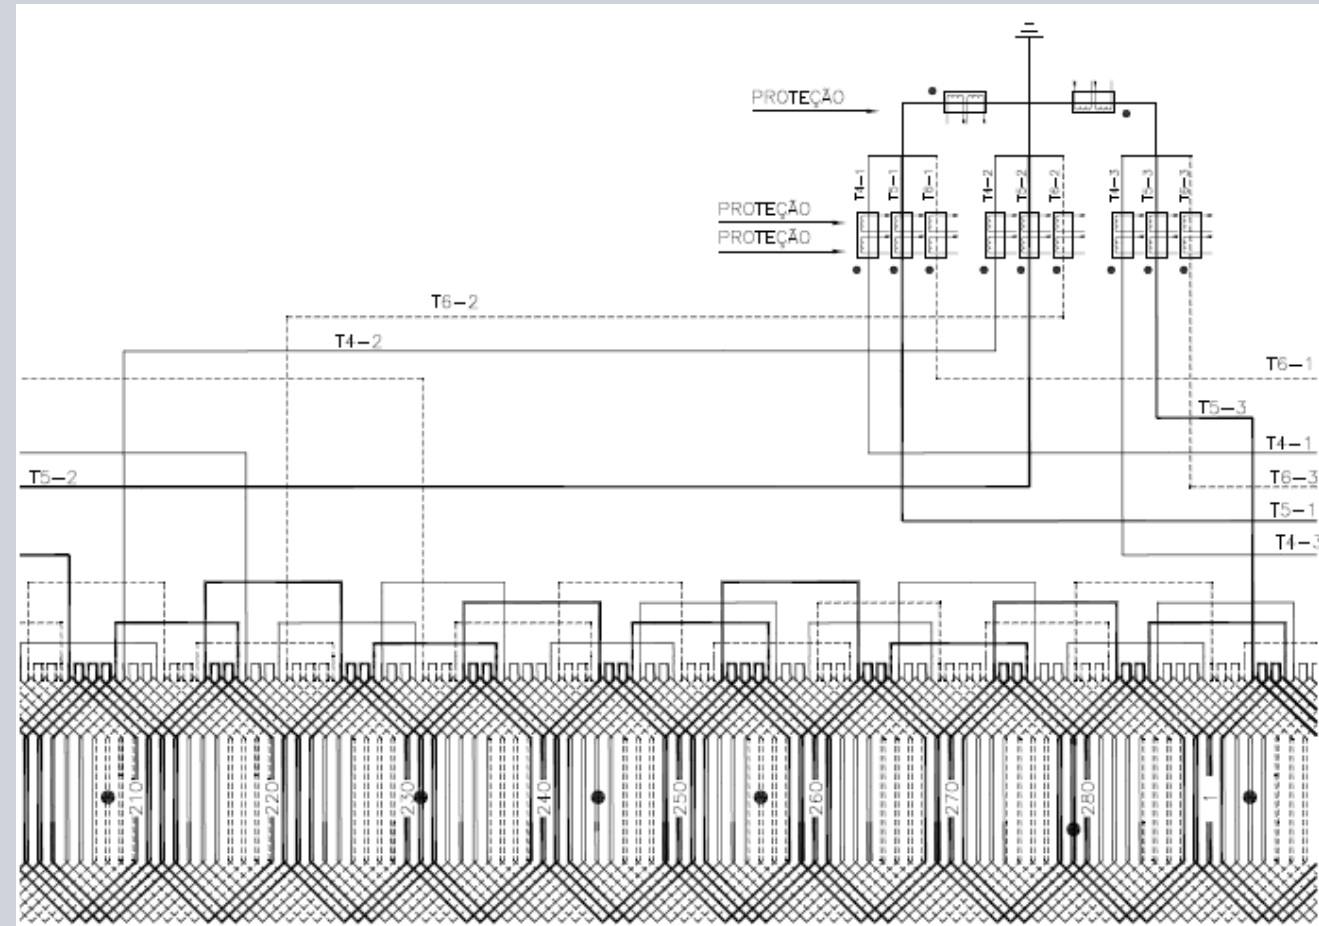 PROTEÇÃO
T4-1 T5-1 T6-1 T4-2 T5-2 T6-2 T4-3 T5-3 T6-3
PROTEÇÃO
PROTEÇÃO
T6-2
T4-2
T6-1
T5-3
T4-1
T5-2
T6-3
T5-1
T4-3
210 220 230 240 250 260 270 280 1